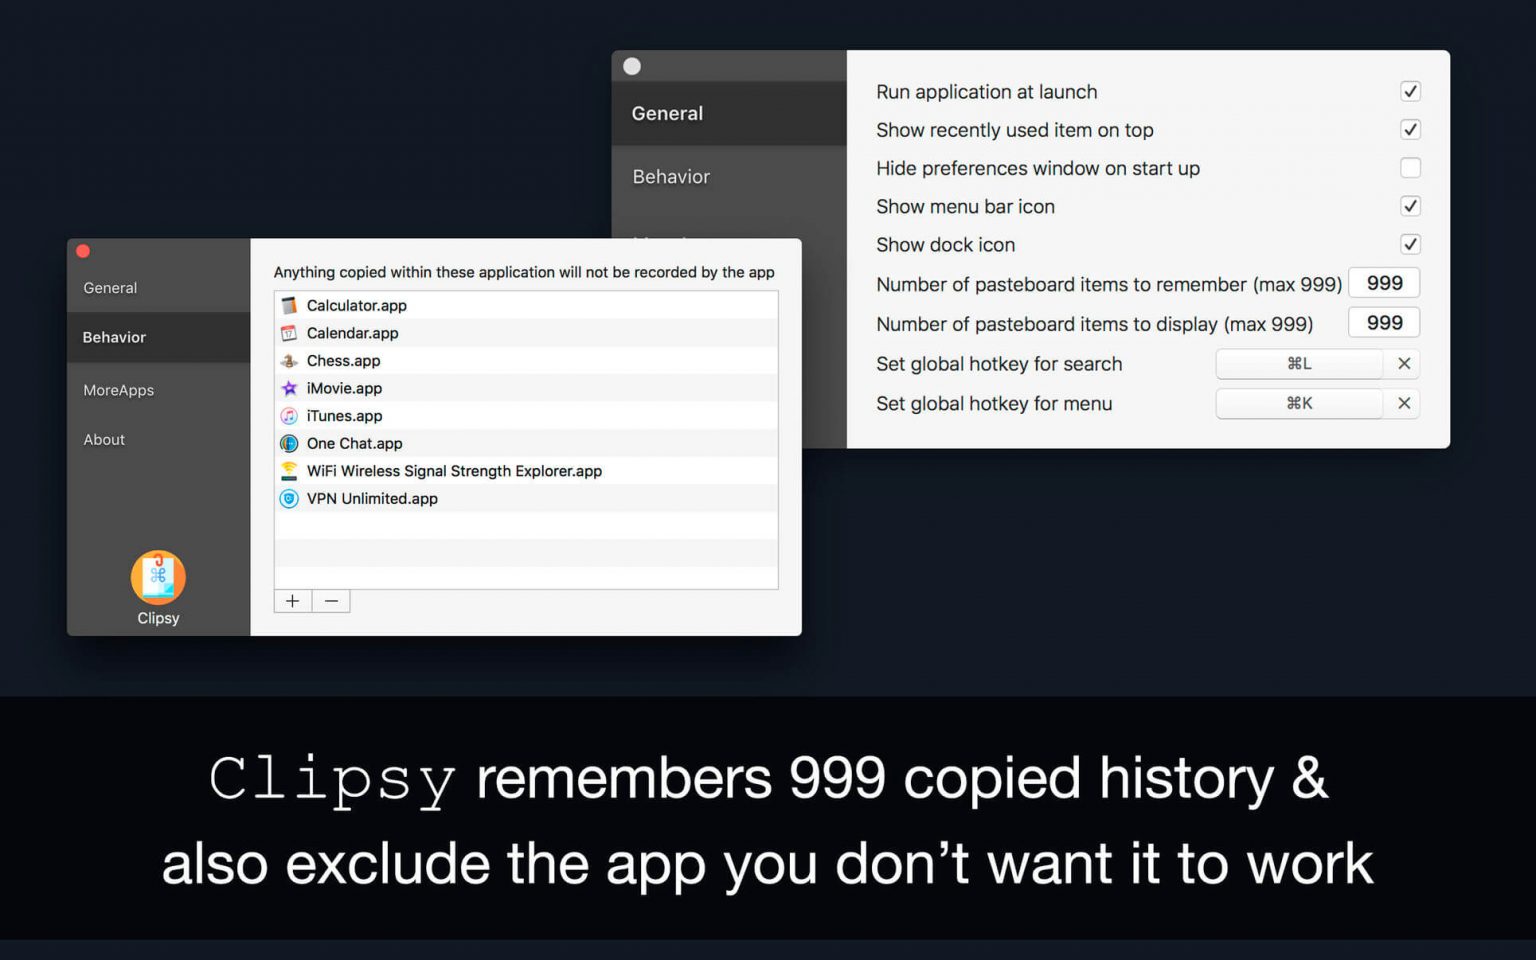 General
Behavior
Run application at launch
Show recently used item on top
Hide preferences window on start up
Show menu bar icon
Show dock icon
Number of pasteboard items to remember (max 999) 999
Number of pasteboard items to display (max 999) 999
Set global hotkey for search ⌘L ×
Set global hotkey for menu ⌘K ×
General
Behavior
MoreApps
About
Clipsy
Anything copied within these application will not be recorded by the app
Calculator.app
Calendar.app
Chess.app
iMovie.app
iTunes.app
One Chat.app
WiFi Wireless Signal Strength Explorer.app
VPN Unlimited.app
+ −
Clipsy remembers 999 copied history &
also exclude the app you don’t want it to work